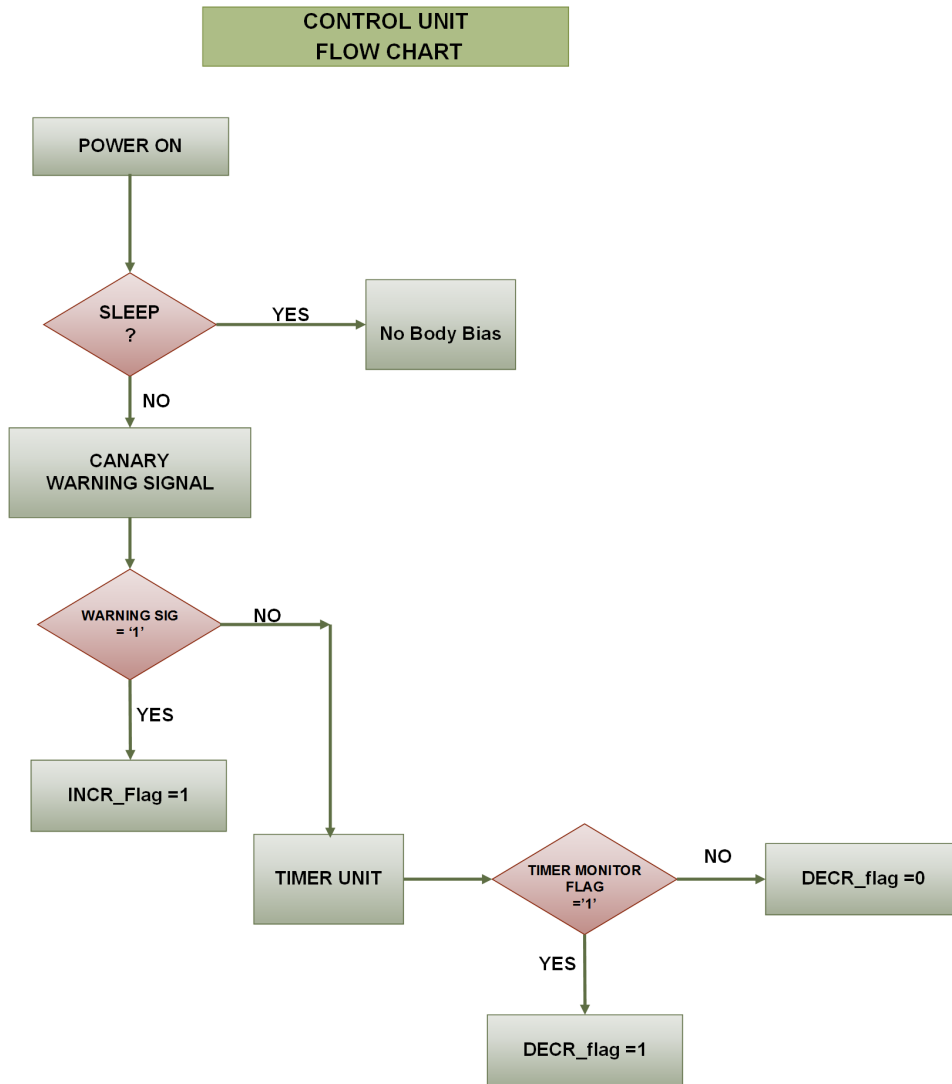 CONTROL UNIT
FLOW CHART
POWER ON
SLEEP
?
YES
No Body Bias
NO
CANARY
WARNING SIGNAL
WARNING SIG
= ‘1’
NO
YES
INCR_Flag =1
TIMER UNIT
TIMER MONITOR
FLAG
=’1’
NO
DECR_flag =0
YES
DECR_flag =1